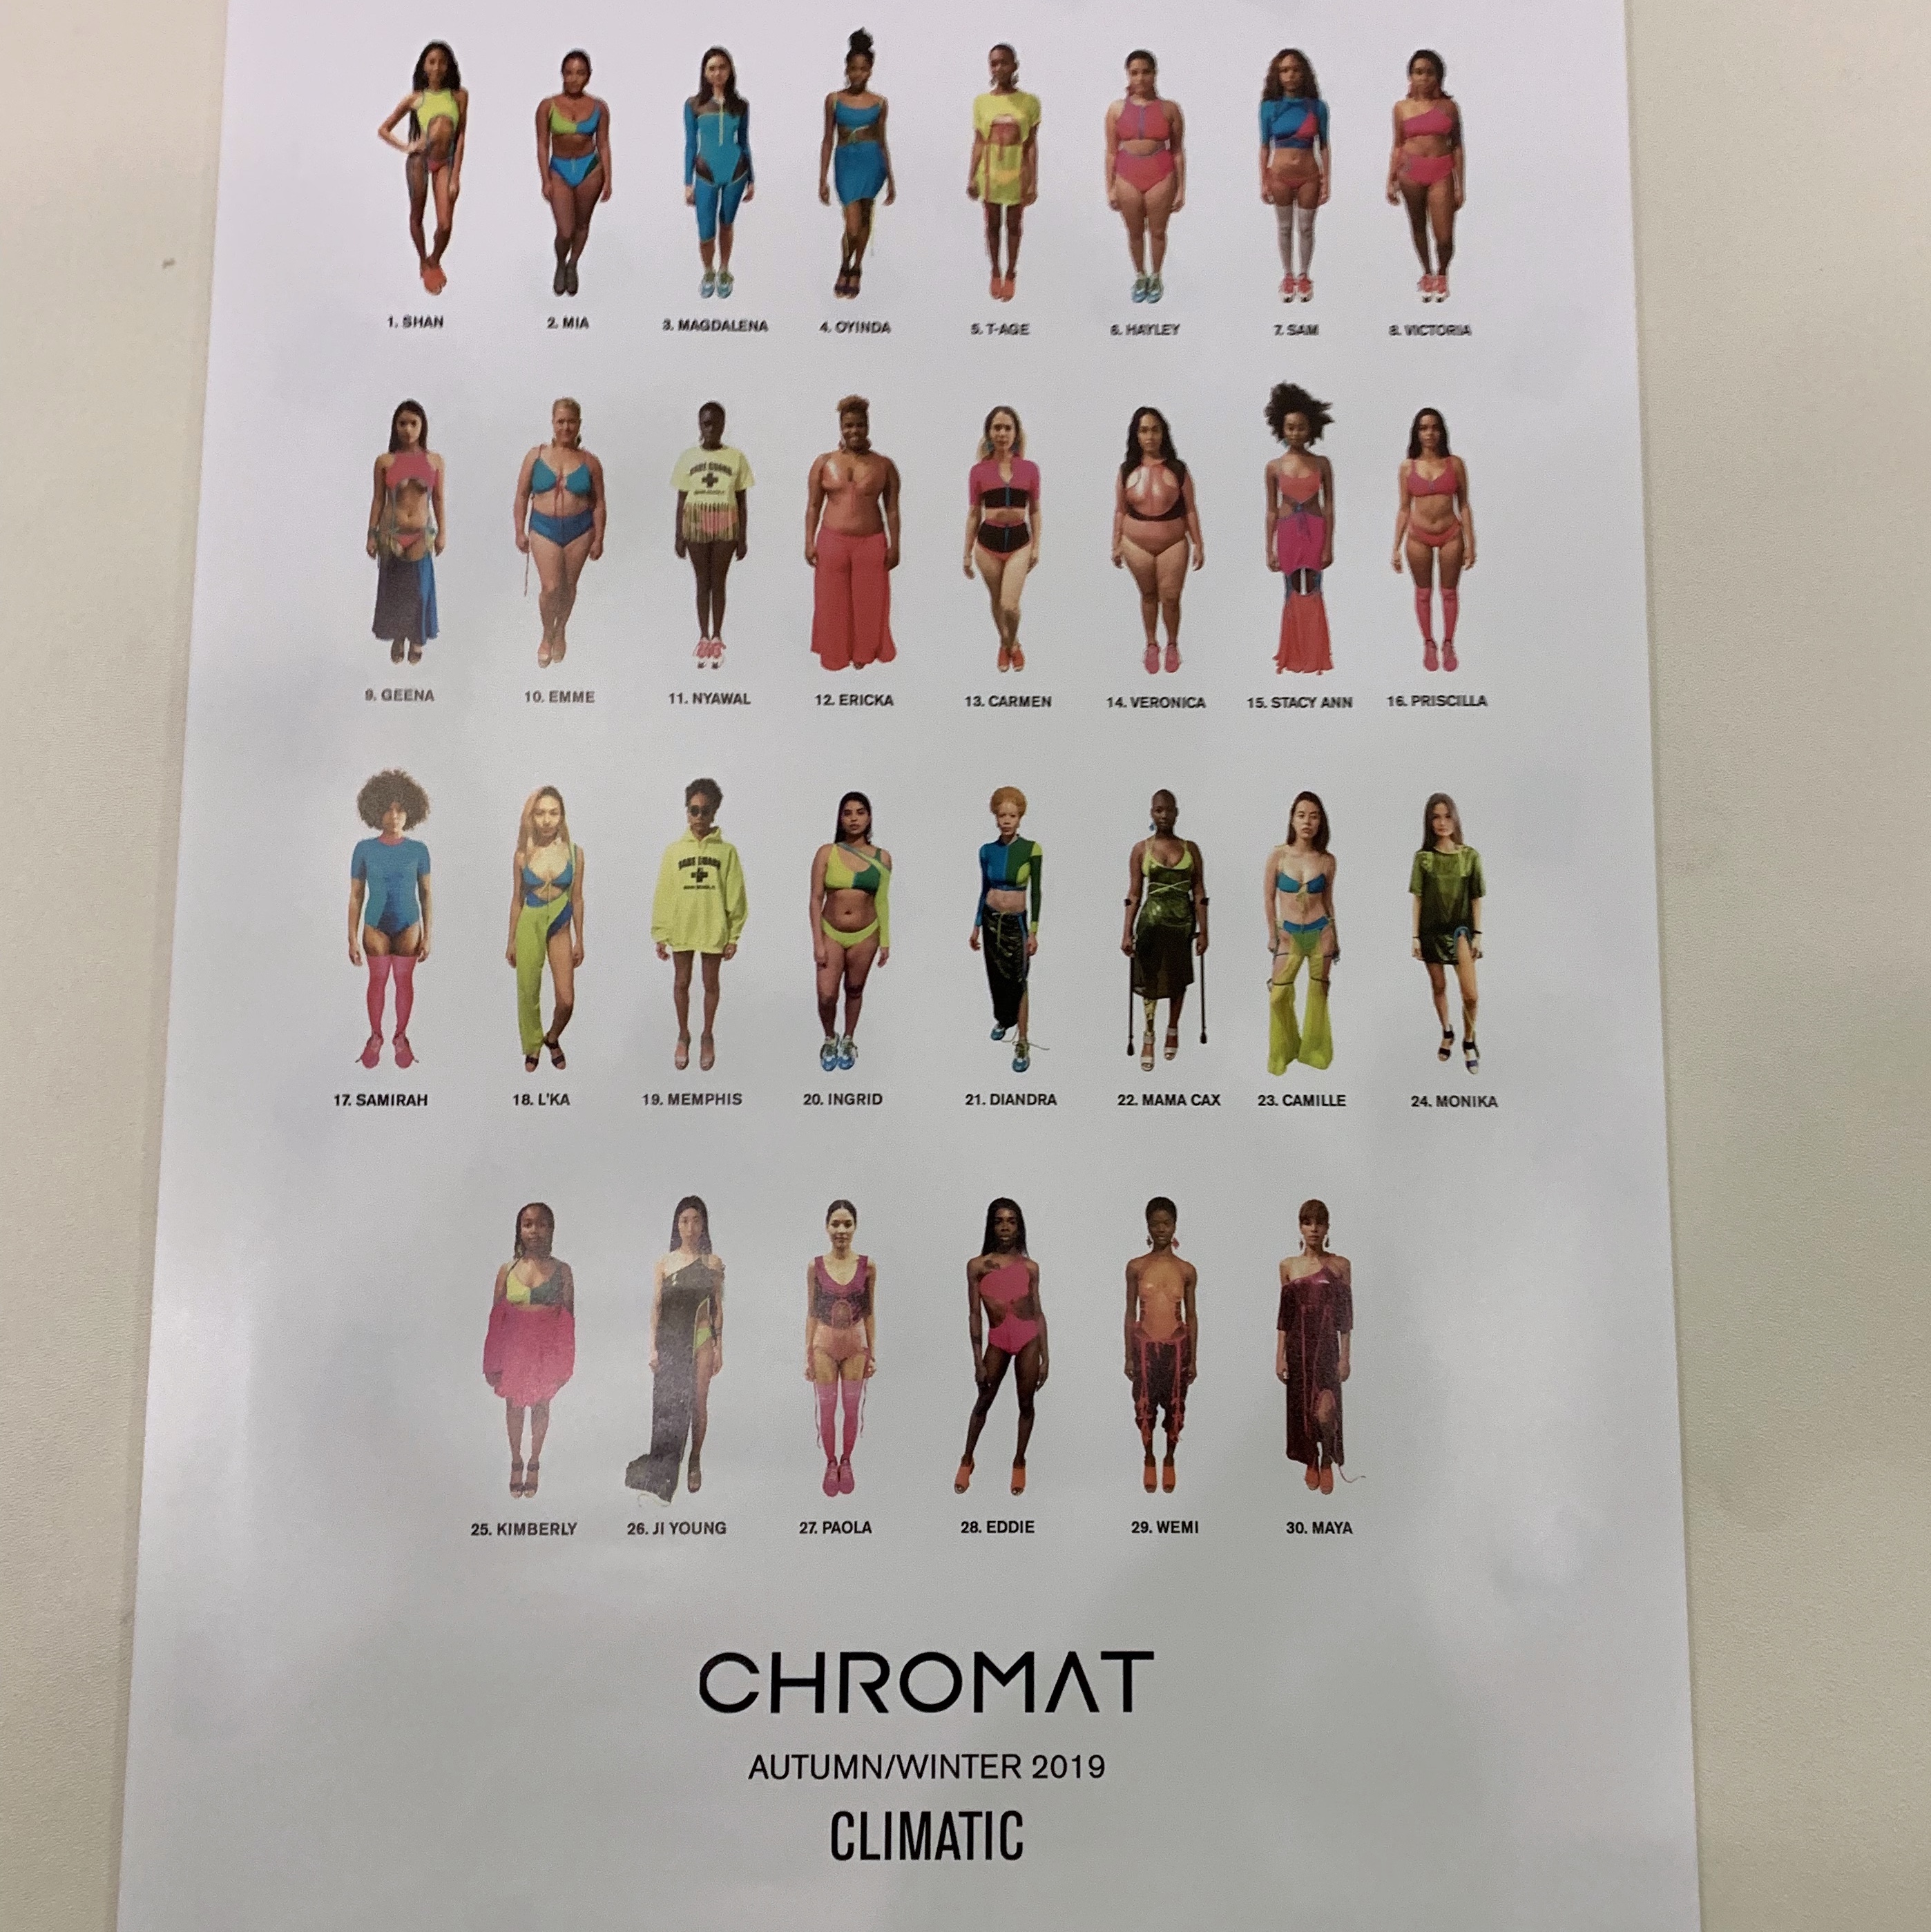 1. SHAN 2. MIA 3. MAGDALENA 4. OYINDA 5. T-AGE 6. HAYLEY 7. SAM 8. VICTORIA
9. GEENA 10. EMME 11. NYAWAL 12. ERICKA 13. CARMEN 14. VERONICA 15. STACY ANN 16. PRISCILLA
17. SAMIRAH 18. L'KA 19. MEMPHIS 20. INGRID 21. DIANDRA 22. MAMA CAX 23. CAMILLE 24. MONIKA
25. KIMBERLY 26. JI YOUNG 27. PAOLA 28. EDDIE 29. WEMI 30. MAYA
CHROMAT
AUTUMN/WINTER 2019
CLIMATIC